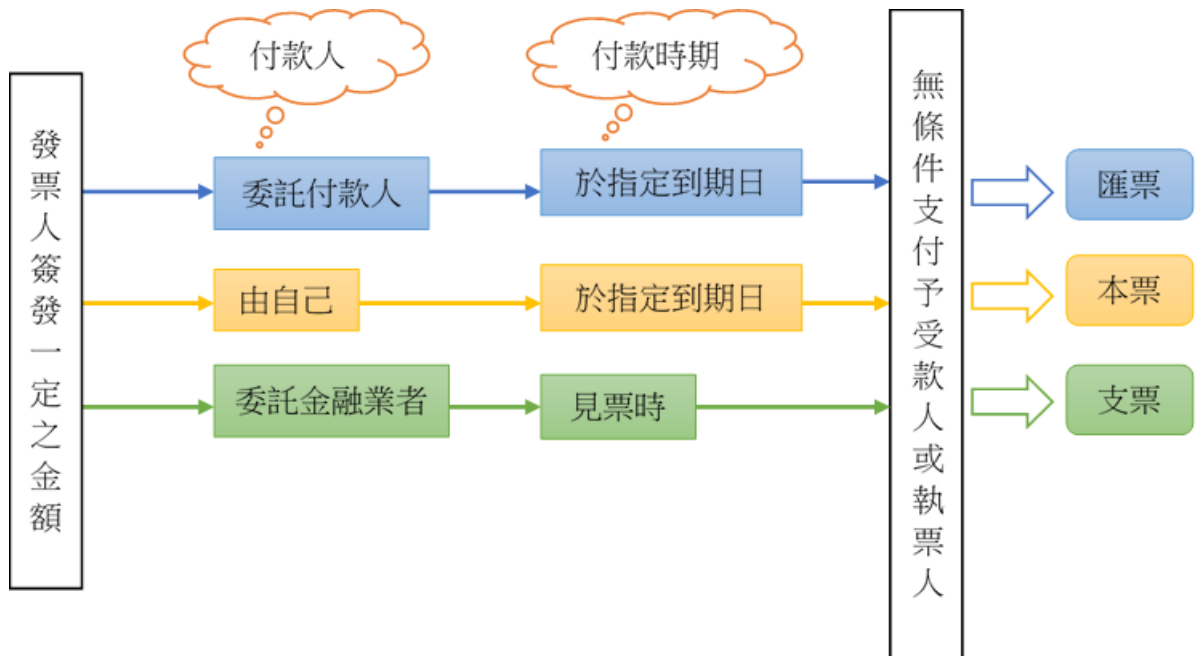 付款人
付款時期
發票人簽發一定之金額
委託付款人
於指定到期日
無條件支付予受款人或執票人
匯票
由自己
於指定到期日
本票
委託金融業者
見票時
支票